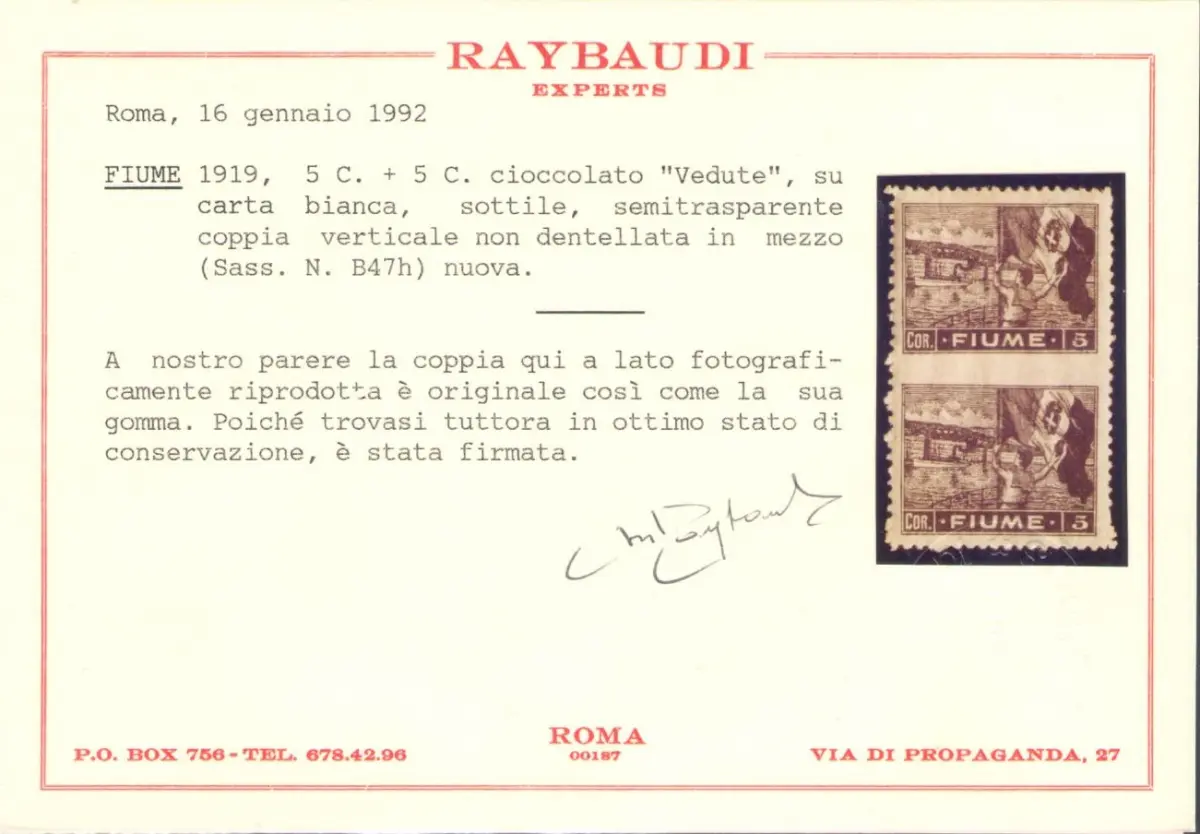 RAYBAUDI
EXPERTS
Roma, 16 gennaio 1992
FIUME 1919, 5 C. + 5 C. cioccolato "Vedute", su
carta bianca, sottile, semitrasparente
coppia verticale non dentellata in mezzo
(Sass. N. B47h) nuova.
A nostro parere la coppia qui a lato fotografi-
camente riprodotta è originale così come la sua
gomma. Poiché trovasi tuttora in ottimo stato di
conservazione, è stata firmata.
COR. · FIUME · 5
COR. · FIUME · 5
P.O. BOX 756 - TEL. 678.42.96
ROMA
00187
VIA DI PROPAGANDA, 27